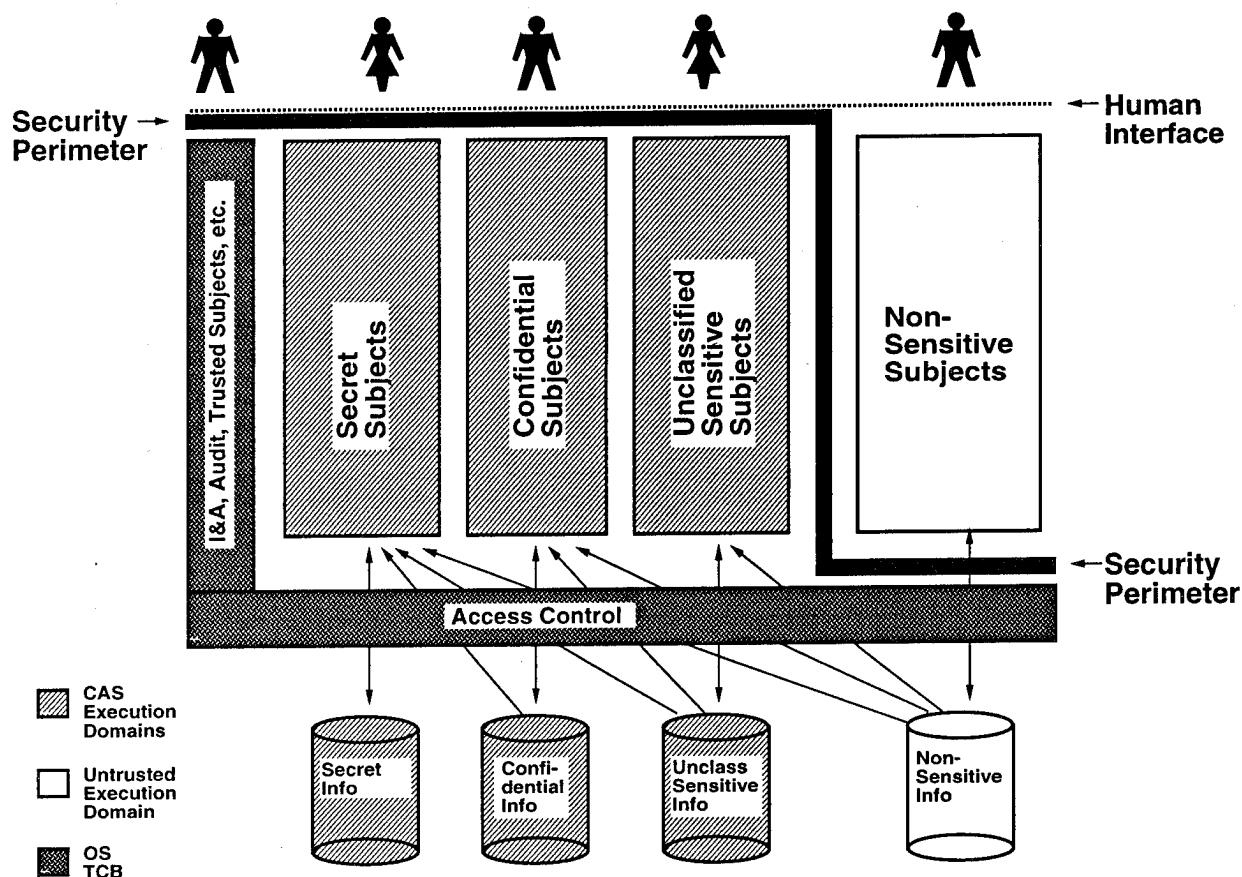 Security
Perimeter
Human
Interface
I&A, Audit, Trusted Subjects, etc.
Secret
Subjects
Confidential
Subjects
Unclassified
Sensitive
Subjects
Non-
Sensitive
Subjects
Security
Perimeter
Access Control
CAS
Execution
Domains
Untrusted
Execution
Domain
OS
TCB
Secret
Info
Confi-
dential
Info
Unclass
Sensitive
Info
Non-
Sensitive
Info